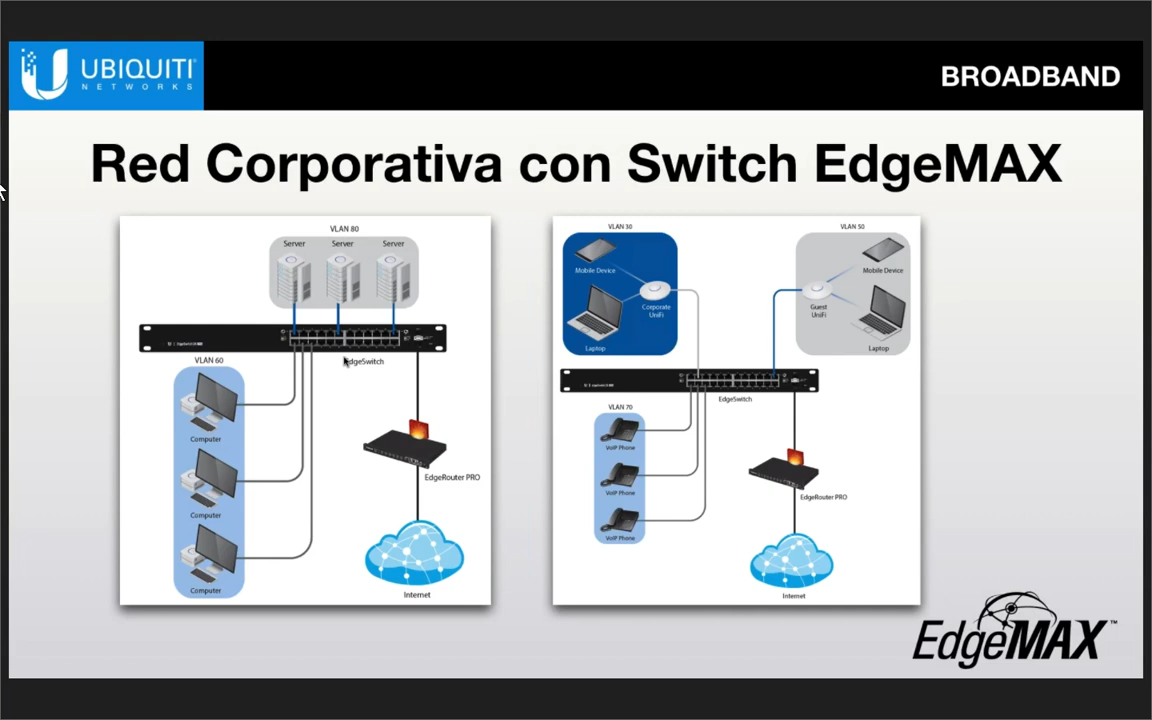 UBIQUITI
NETWORKS
BROADBAND
Red Corporativa con Switch EdgeMAX
VLAN 80
Server Server Server
EdgeSwitch
VLAN 60
Computer
Computer
Computer
EdgeRouter PRO
Internet
VLAN 30
Mobile Device
Corporate
UniFi
Laptop
VLAN 50
Mobile Device
Guest
UniFi
Laptop
EdgeSwitch
VLAN 70
VoIP Phone
VoIP Phone
VoIP Phone
EdgeRouter PRO
Internet
EdgeMAX™